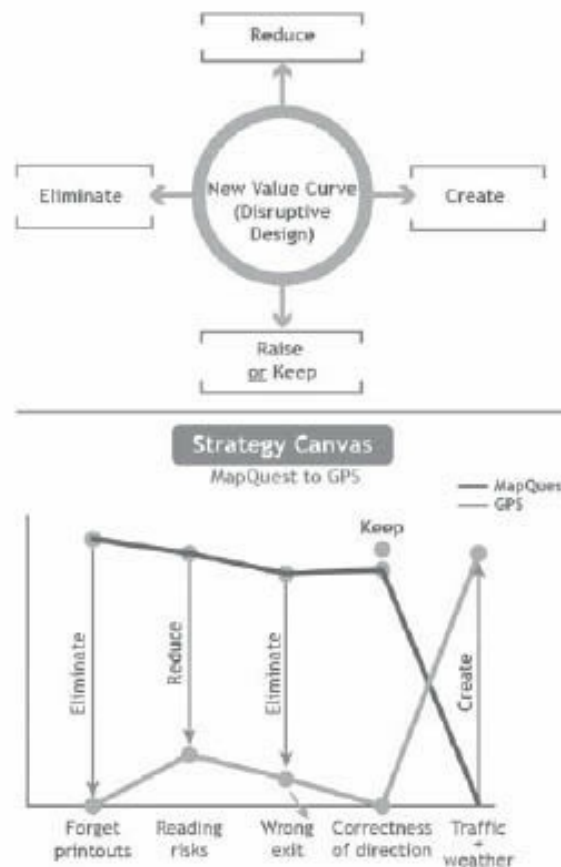 Reduce
Eliminate
New Value Curve
(Disruptive
Design)
Create
Raise
or Keep
Strategy Canvas
MapQuest to GPS
MapQues
GPS
Keep
Eliminate
Reduce
Eliminate
Create
Forget
printouts
Reading
risks
Wrong
exit
Correctness
of direction
Traffic
+
weather